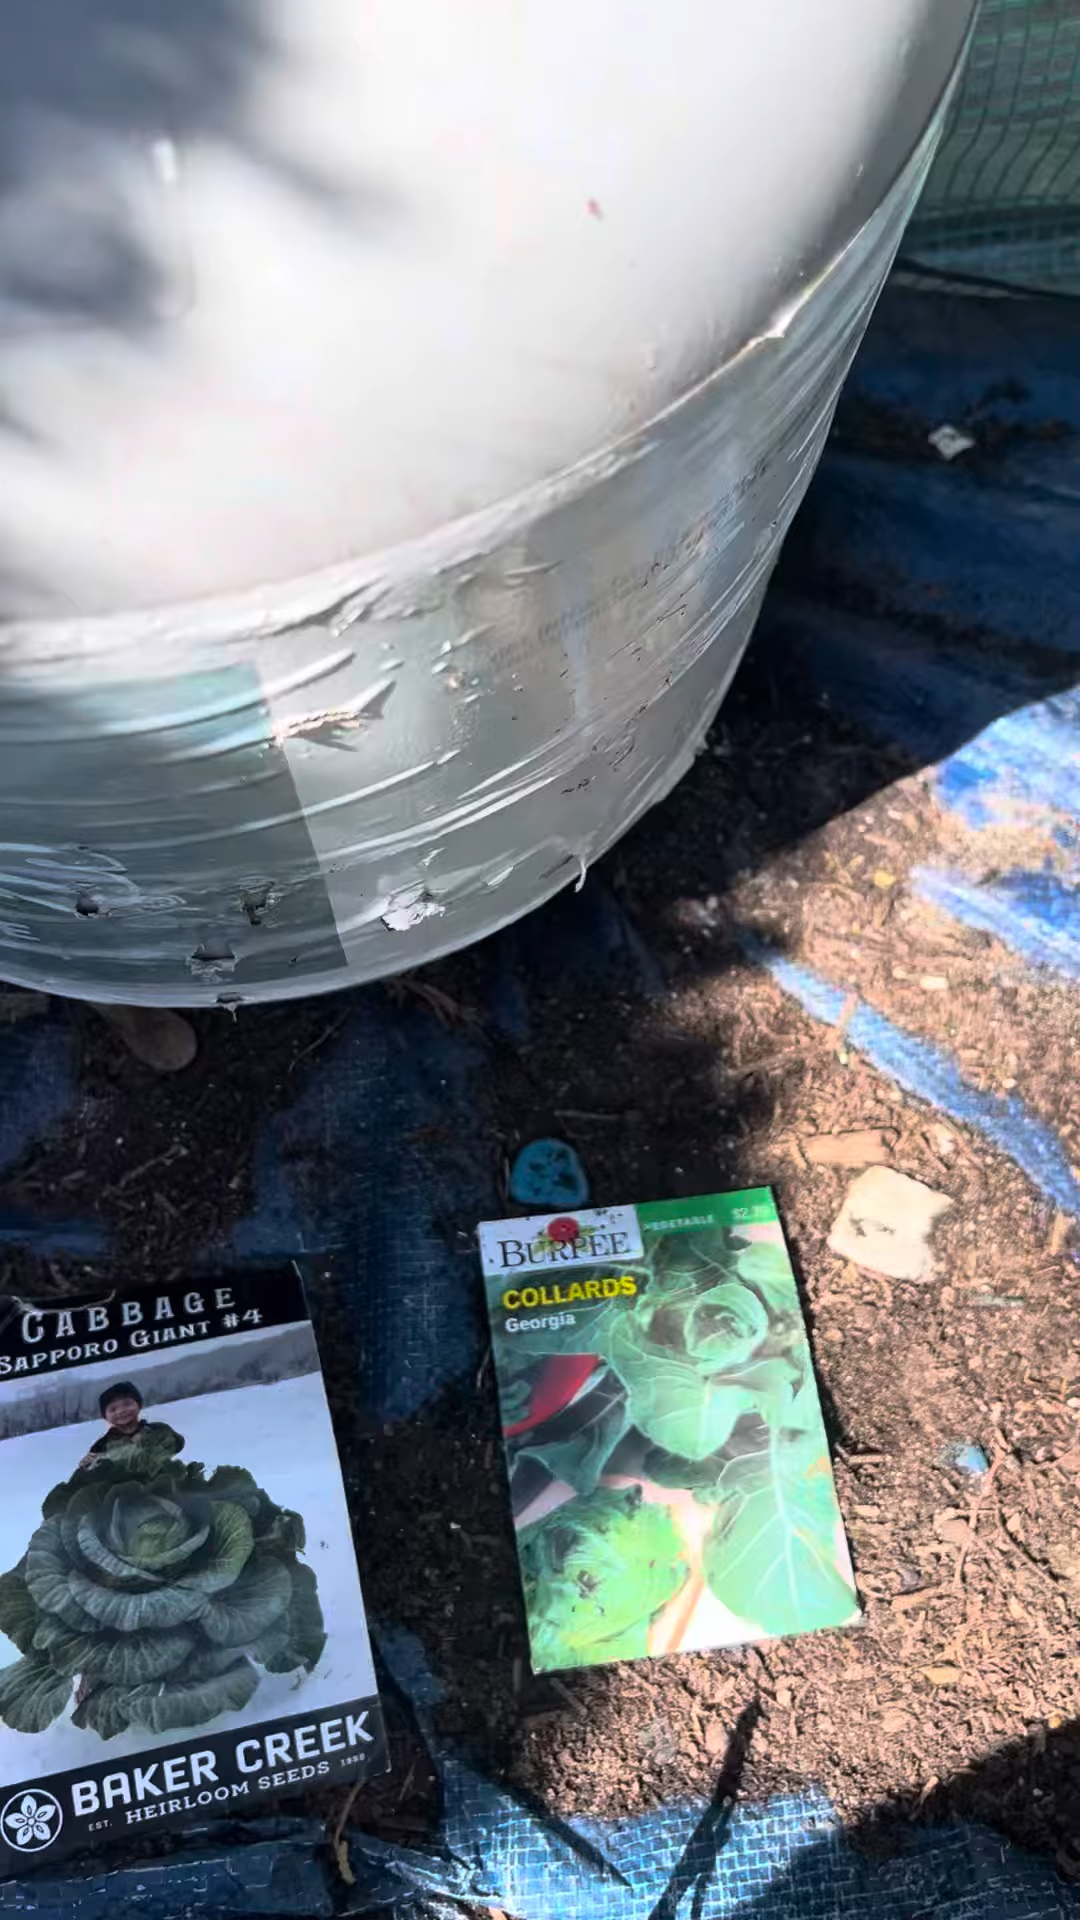 BURPEE
VEGETABLE
COLLARDS
Georgia
CABBAGE
SAPPORO GIANT #4
BAKER CREEK
EST. HEIRLOOM SEEDS 1998